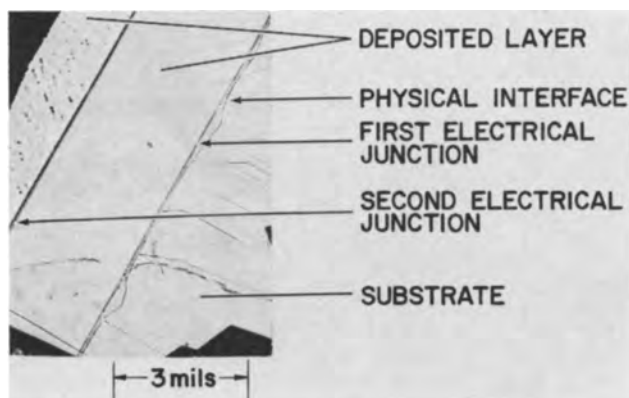 DEPOSITED LAYER
PHYSICAL INTERFACE
FIRST ELECTRICAL
JUNCTION
SECOND ELECTRICAL
JUNCTION
SUBSTRATE
3 mils